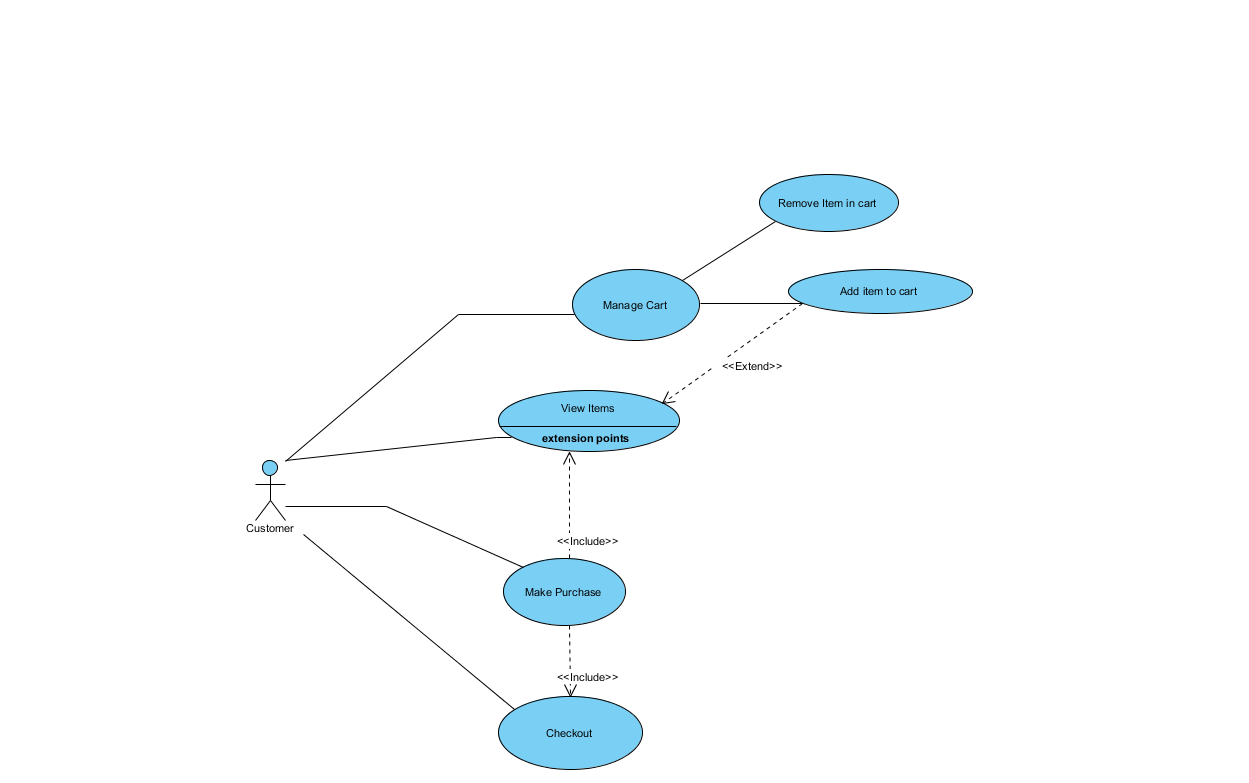 Remove Item in cart
Add item to cart
Manage Cart
<<Extend>>
View Items
extension points
Customer
<<Include>>
Make Purchase
<<Include>>
Checkout